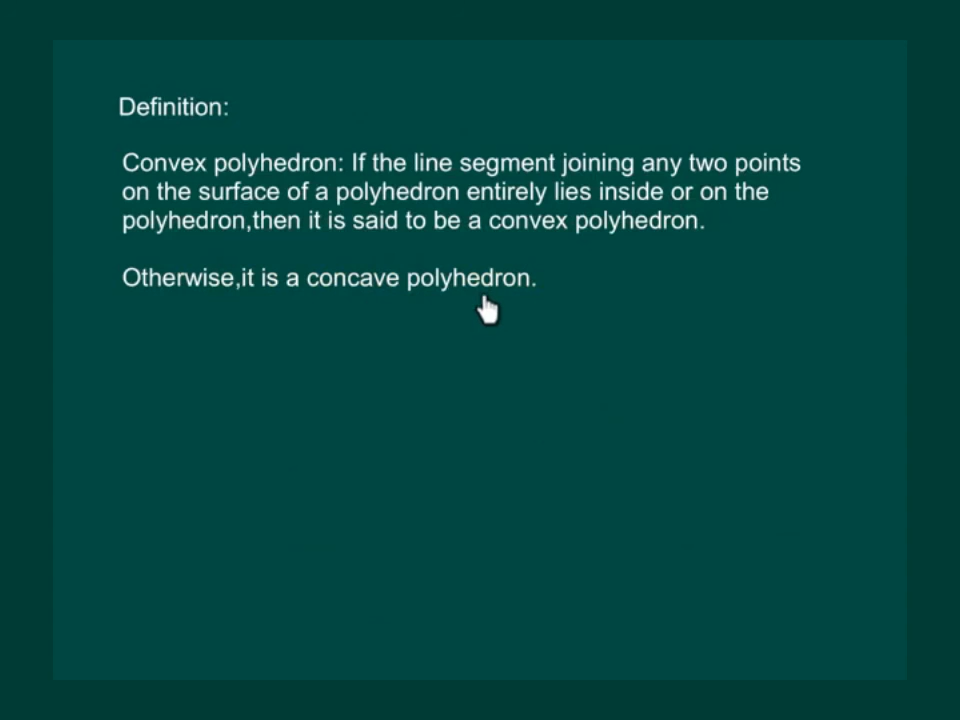 Definition:
Convex polyhedron: If the line segment joining any two points
on the surface of a polyhedron entirely lies inside or on the
polyhedron,then it is said to be a convex polyhedron.
Otherwise,it is a concave polyhedron.